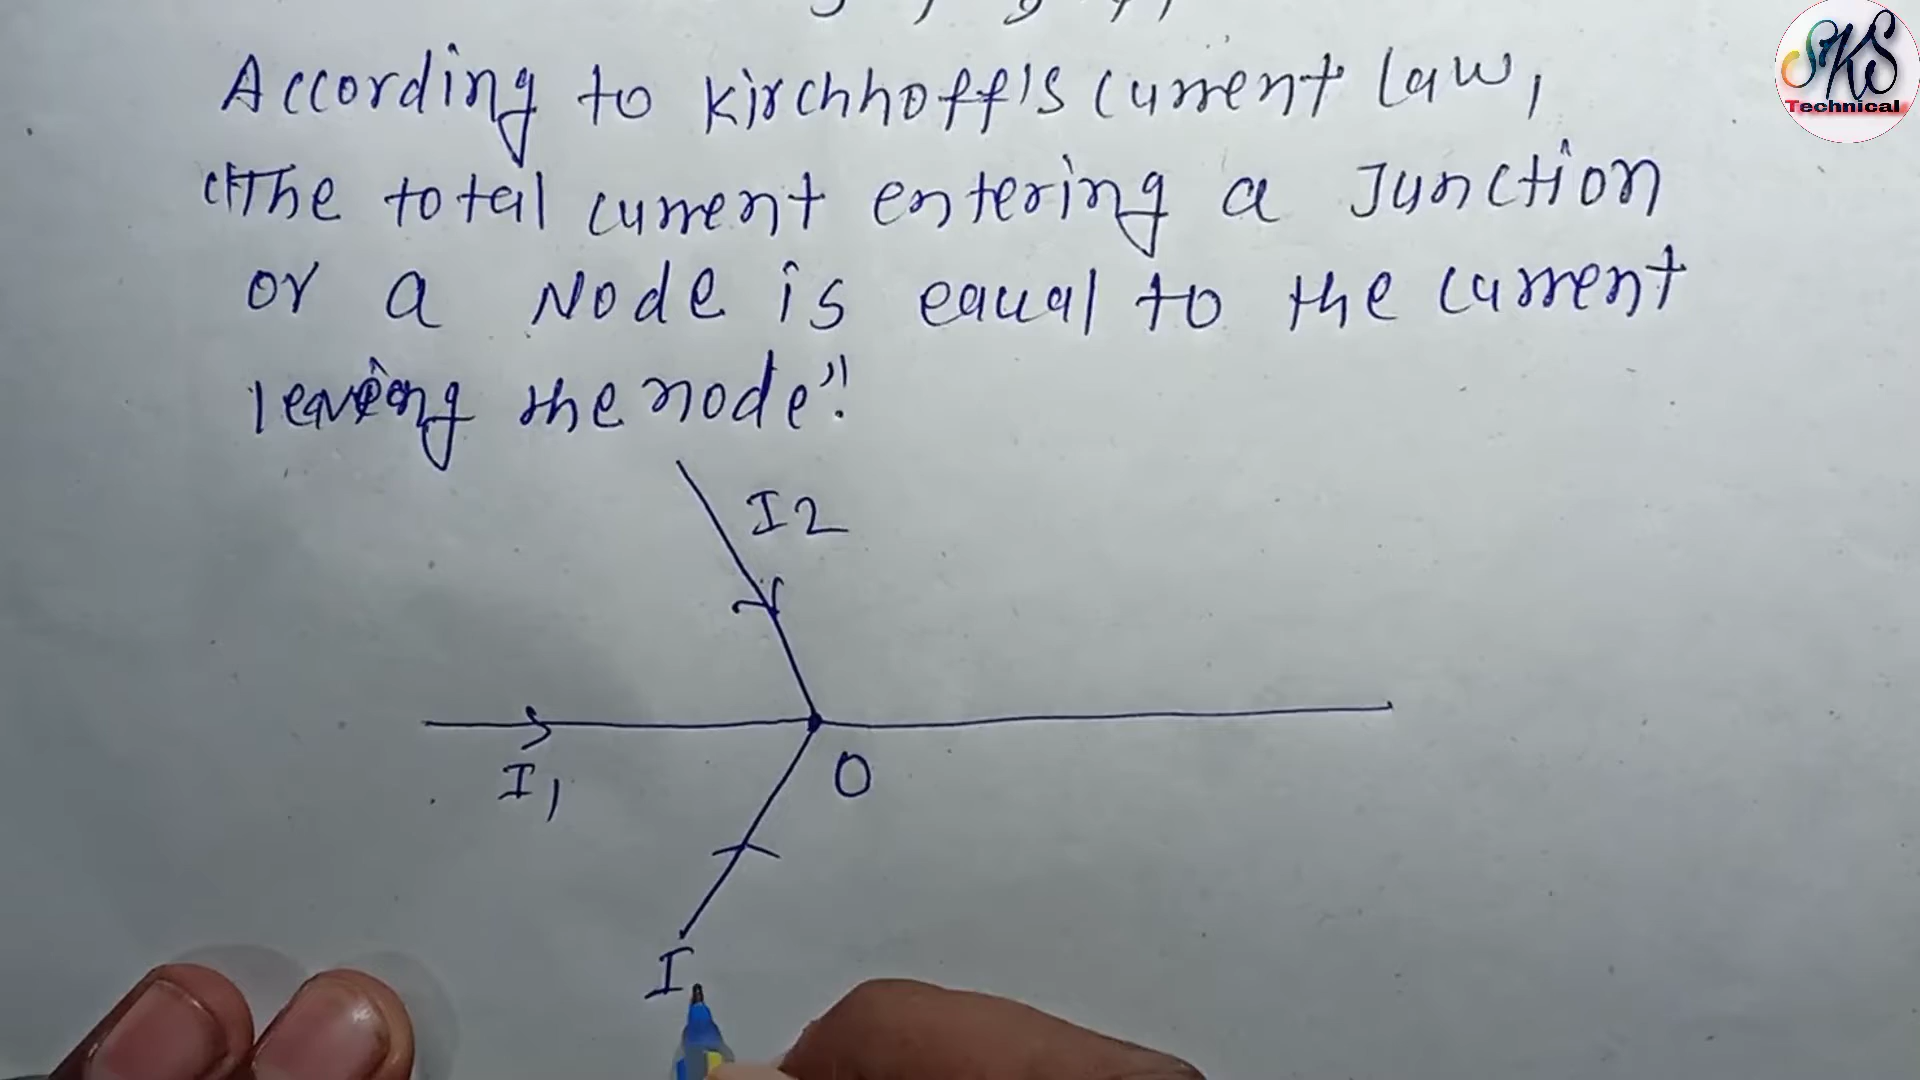 According to Kirchhoff's current law,
"The total current entering a Junction
or a Node is equal to the current
leaving the node".
I2
I1
O
I
SKS
Technical